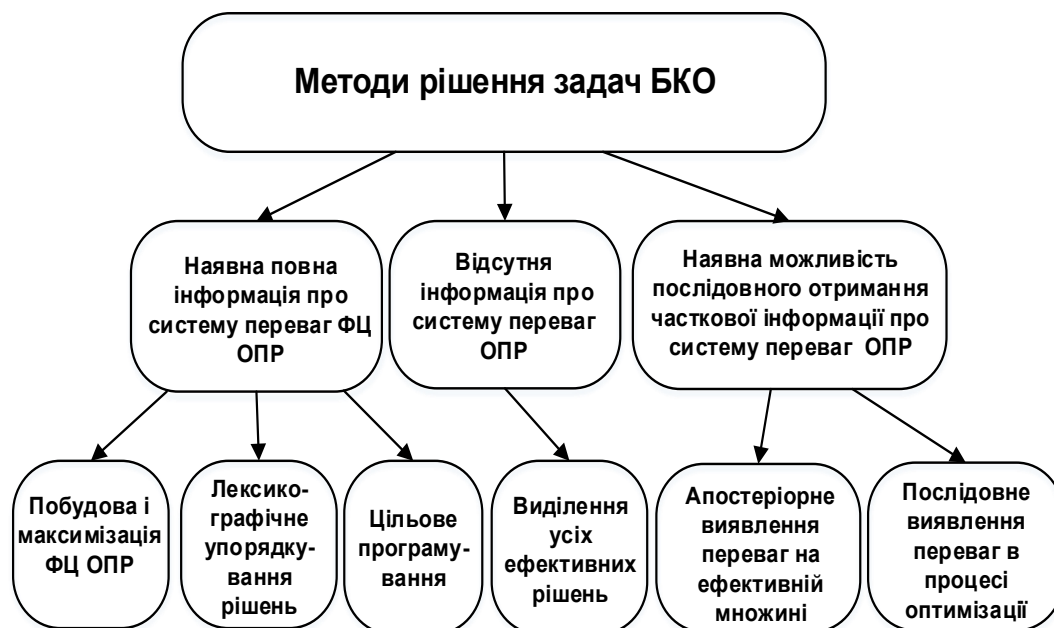 Методи рішення задач БКО
Наявна повна
інформація про
систему переваг ФЦ
ОПР
Відсутня
інформація про
систему переваг
ОПР
Наявна можливість
послідовного отримання
часткової інформації про
систему переваг ОПР
Побудова і
максимізація
ФЦ ОПР
Лексико-
графічне
упорядку-
вання
рішень
Цільове
програму-
вання
Виділення
усіх
ефективних
рішень
Апостеріорне
виявлення
переваг на
ефективній
множині
Послідовне
виявлення
переваг в
процесі
оптимізації